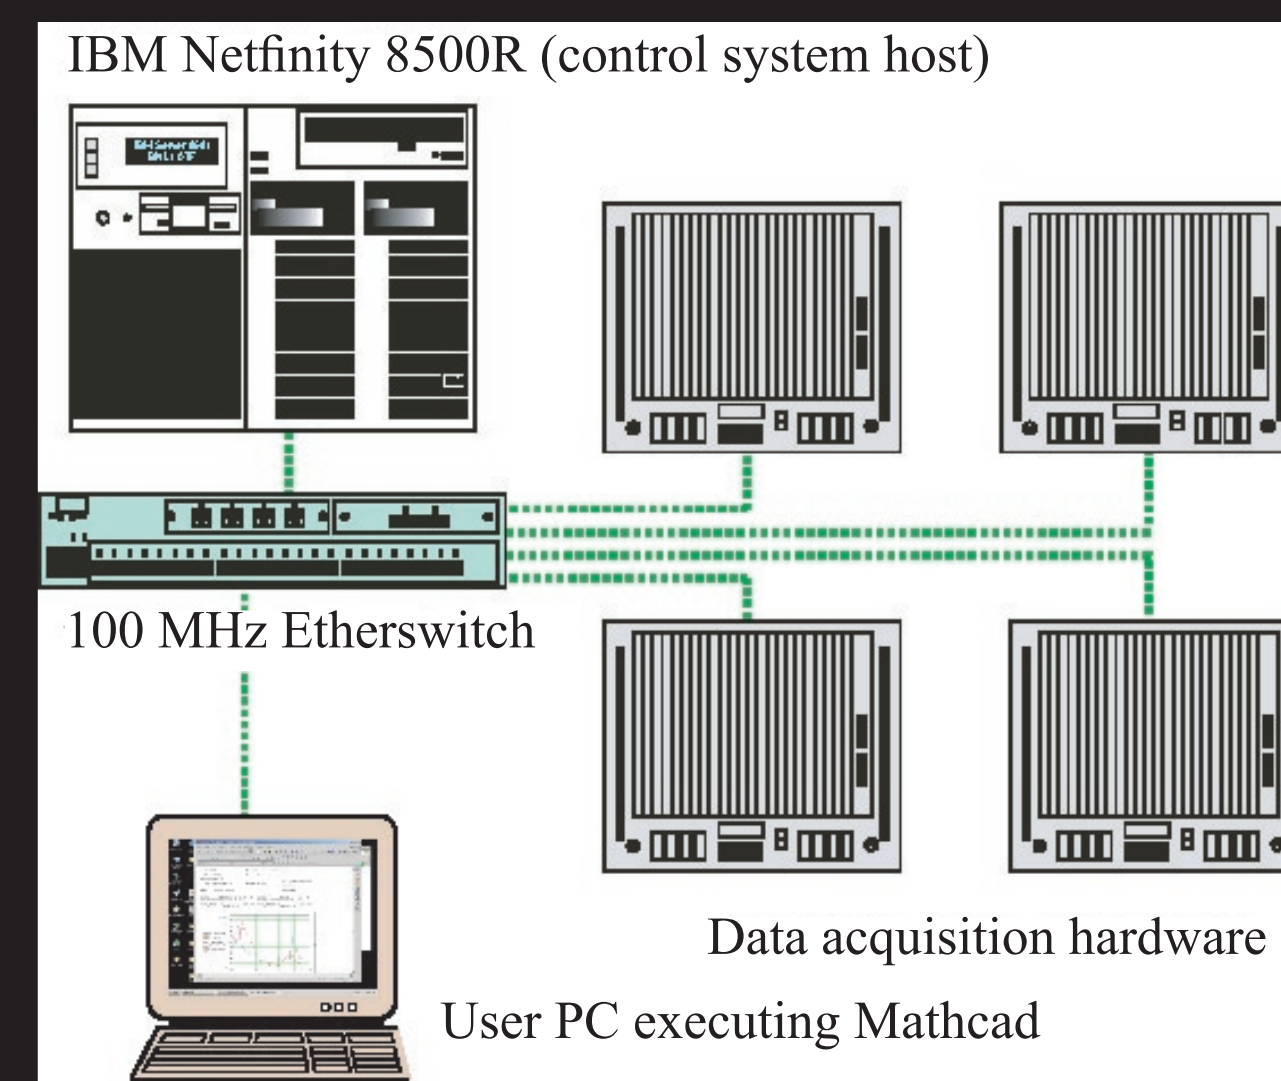 IBM Netfinity 8500R (control system host)
100 MHz Etherswitch
Data acquisition hardware
User PC executing Mathcad